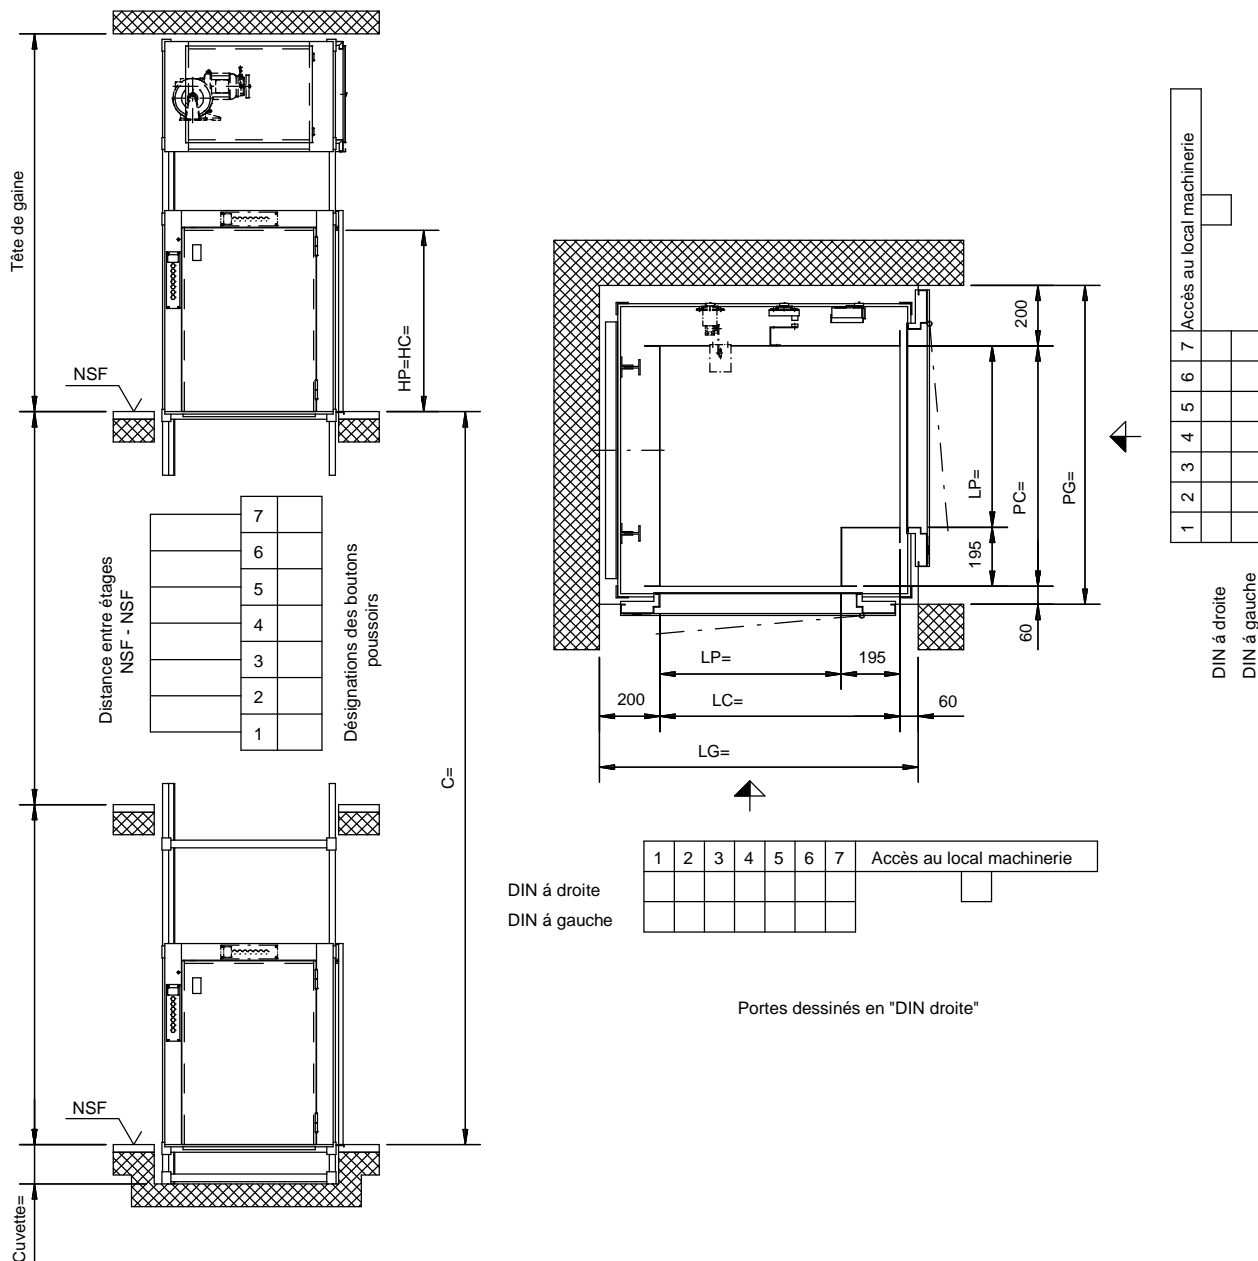 Tête de gaine
NSF
HP=HC=
Distance entre étages
NSF - NSF
7
6
5
4
3
2
1
Désignations des boutons
poussoirs
C=
NSF
Cuvette=
200
LP=
PC=
PG=
195
60
LP=
195
200
LC=
60
LG=
1 2 3 4 5 6 7 Accès au local machinerie
DIN á droite
DIN á gauche
Portes dessinés en "DIN droite"
1 2 3 4 5 6 7 Accès au local machinerie
DIN á droite
DIN á gauche